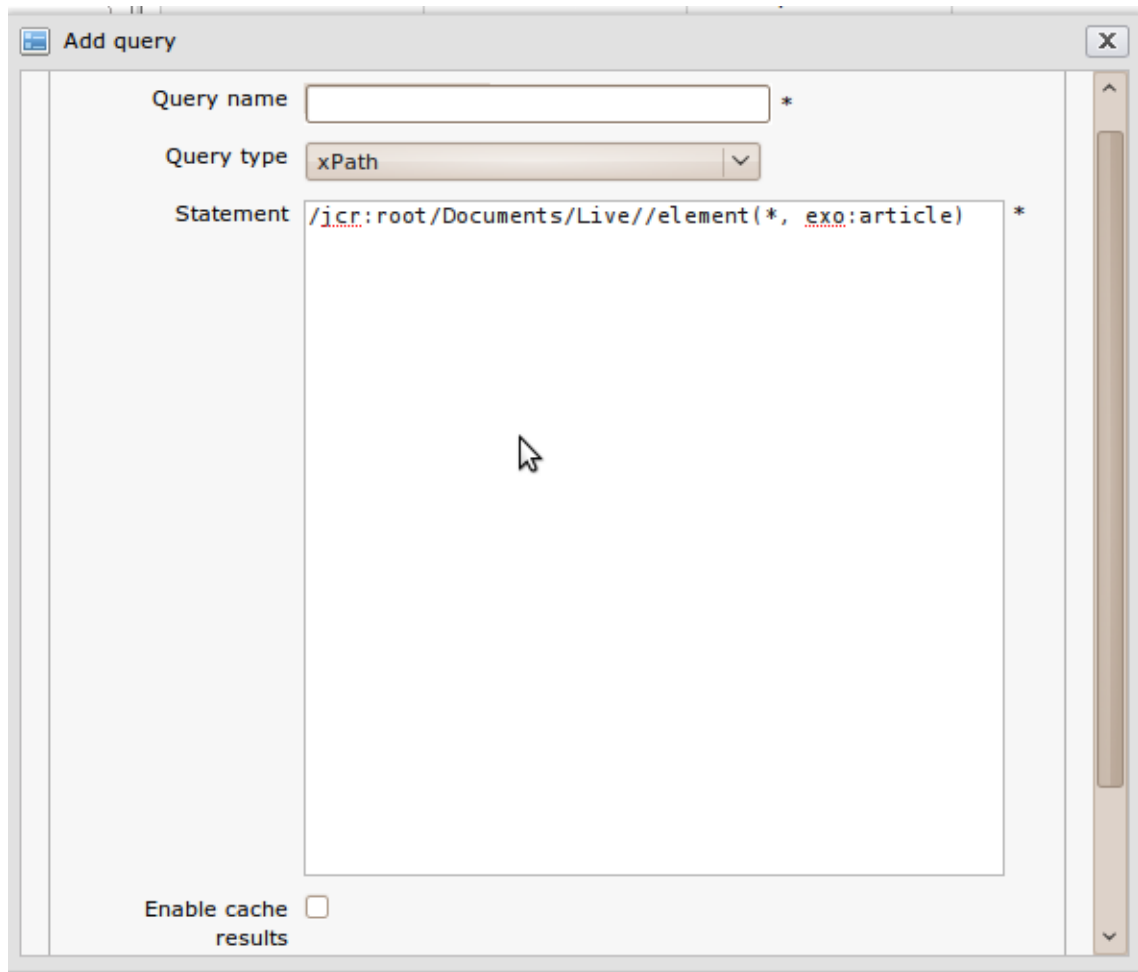 Add query
X
Query name *
Query type xPath
Statement /jcr:root/Documents/Live//element(*, exo:article) *
Enable cache
results